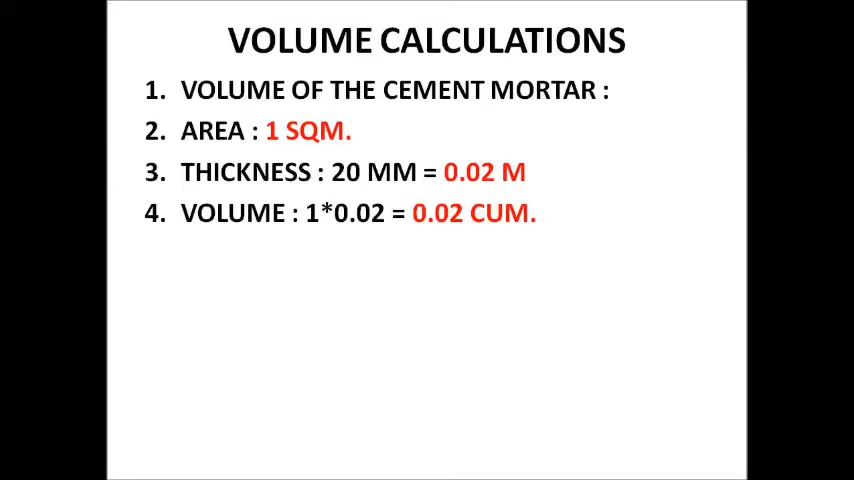 VOLUME CALCULATIONS
1. VOLUME OF THE CEMENT MORTAR :
2. AREA : 1 SQM.
3. THICKNESS : 20 MM = 0.02 M
4. VOLUME : 1*0.02 = 0.02 CUM.